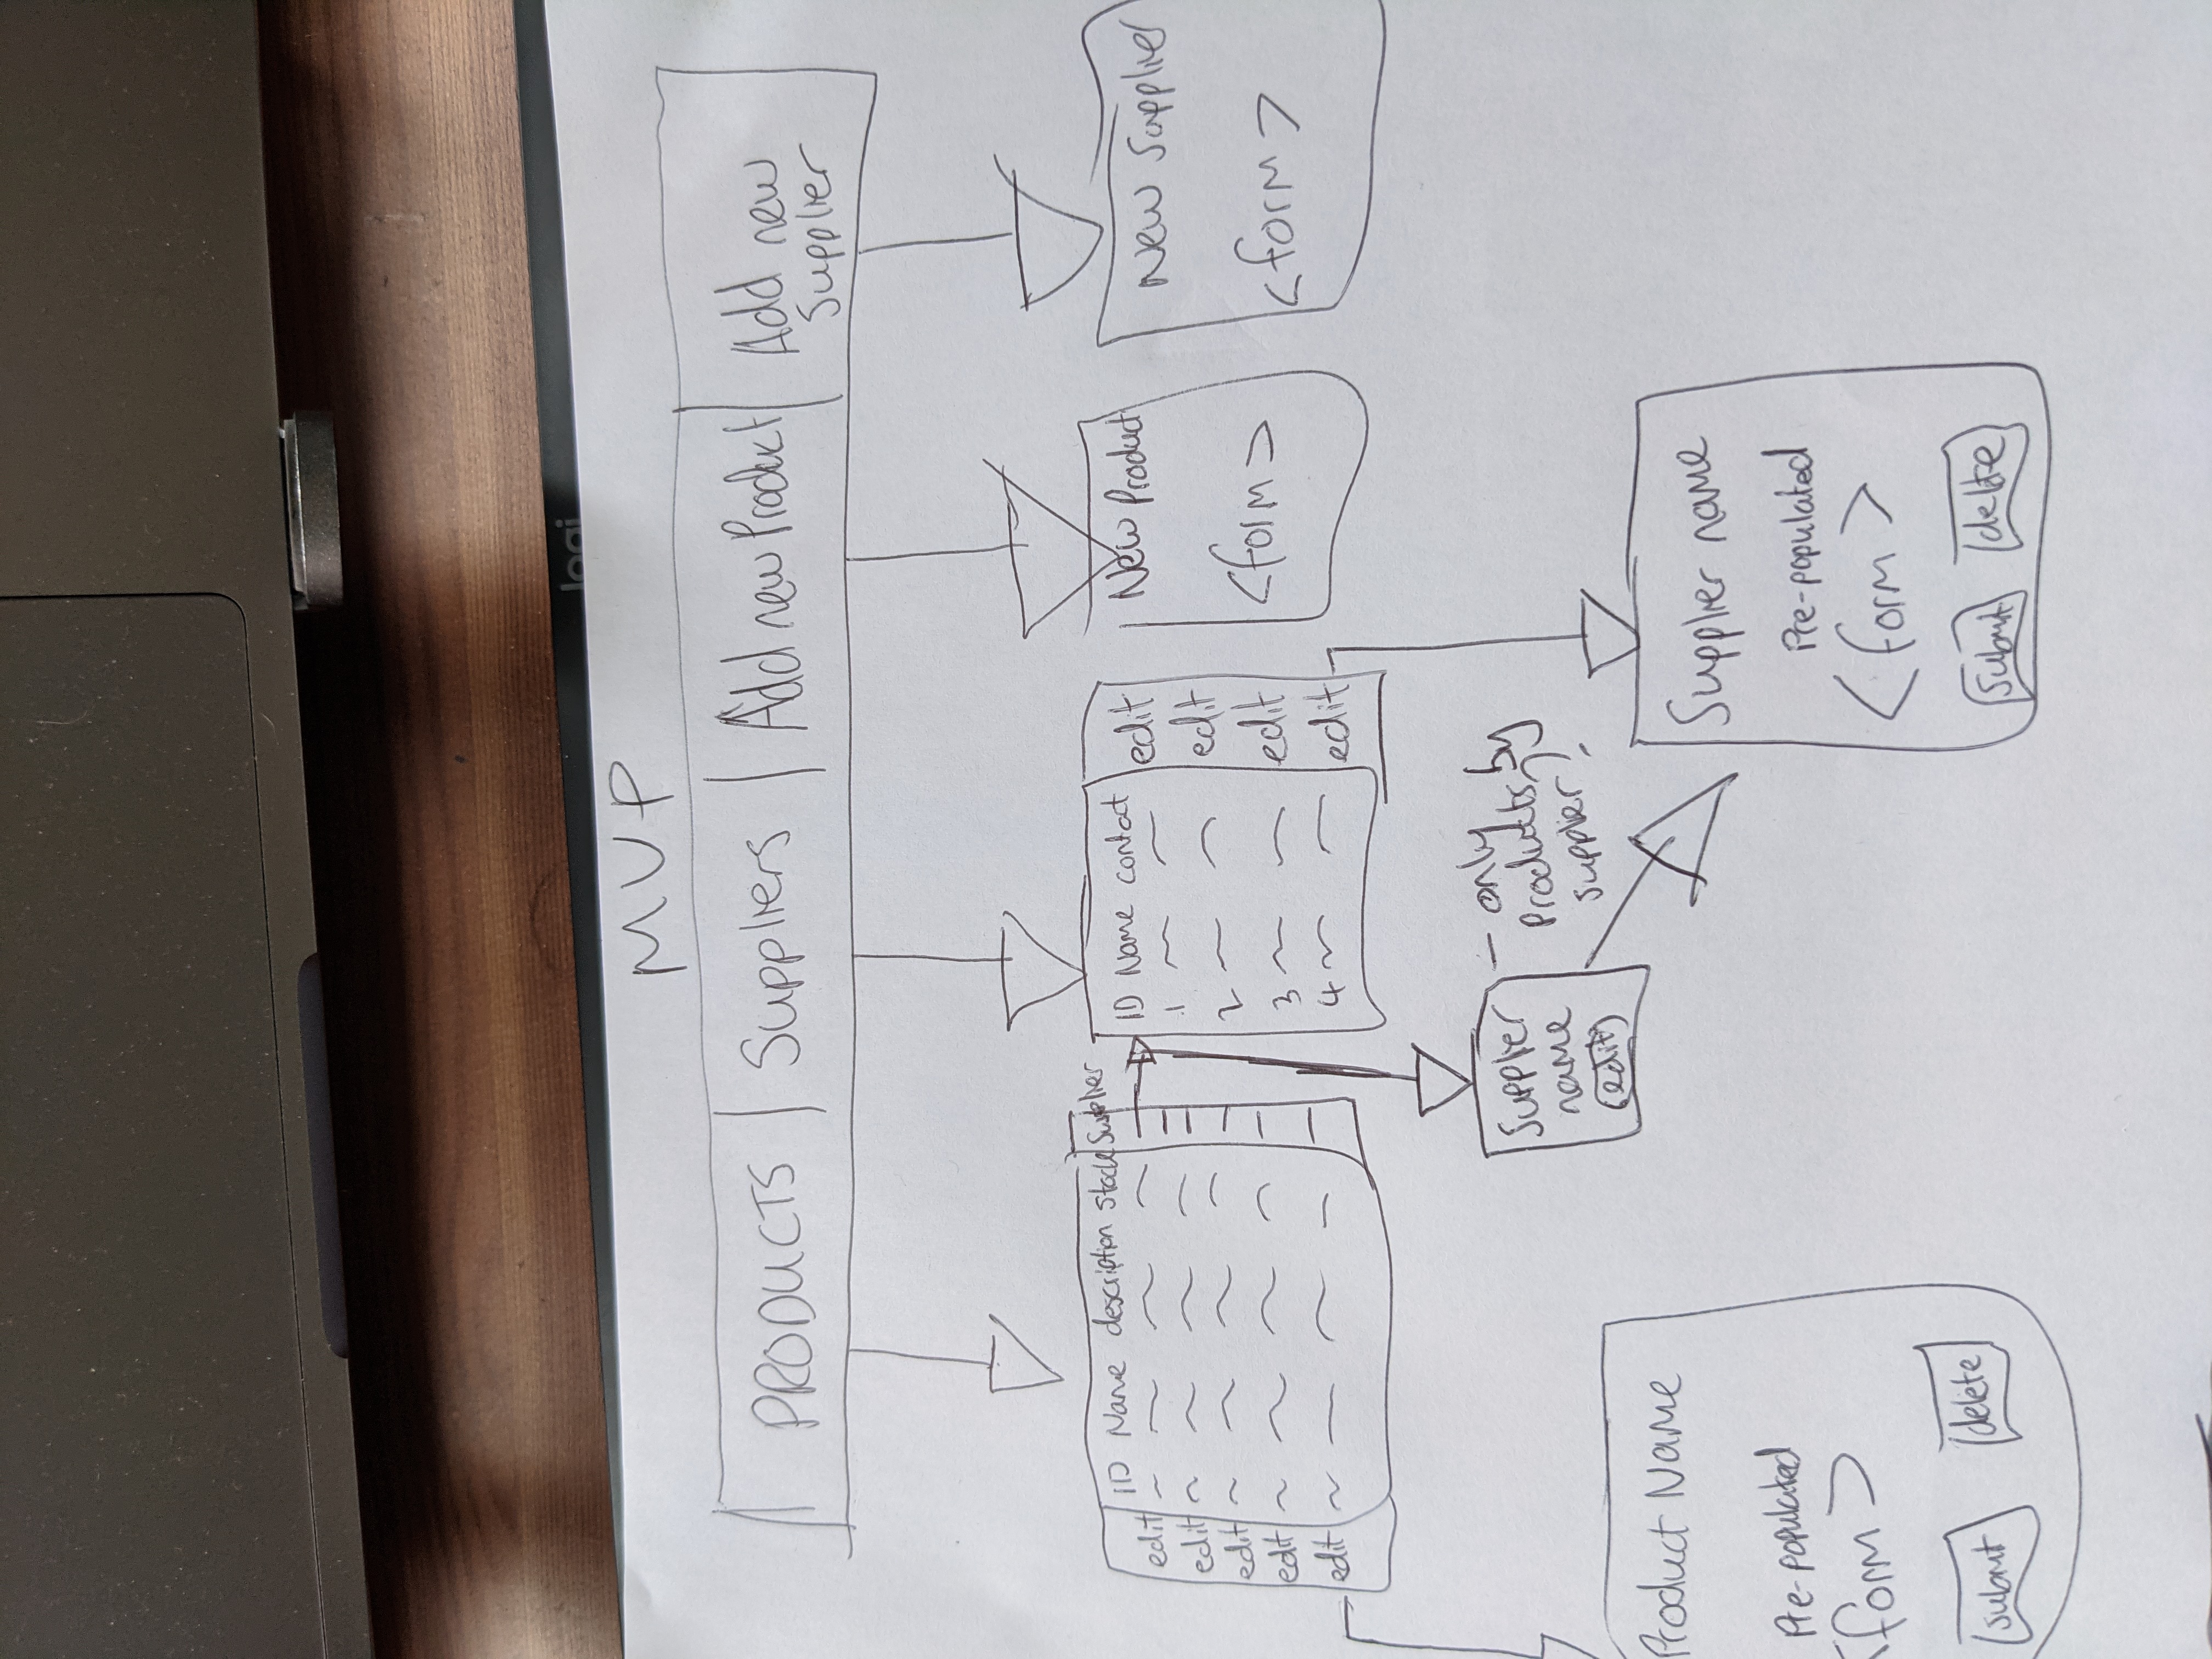 logi
MVP
PRODUCTS
Suppliers
Add new Product
Add new
Supplier
ID Name description stock Supplier
edit
edit
edit
edit
edit
ID Name contact
1
2
3
4
edit
edit
edit
edit
New Product
<form>
New Supplier
<form>
Supplier
name
(edit)
- only
Products by
supplier?
Product Name
Pre-populated
<form>
submit
delete
Supplier name
Pre-populated
<form>
submit
delete